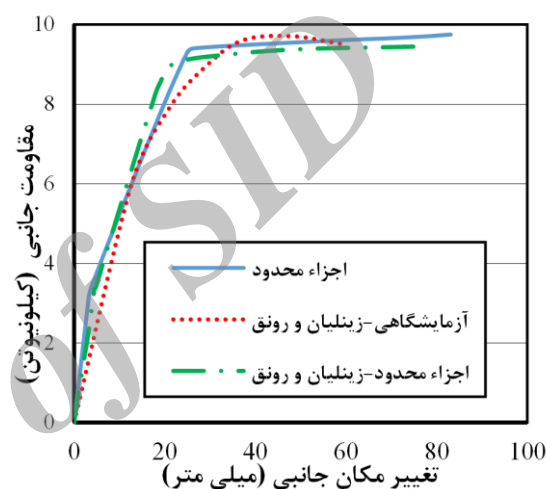 10
8
6
4
2
0
مقاومت جانبی (کیلونیوتن)
of SID
اجزاء محدود
آزمایشگاهی-زینلیان و رونق
اجزاء محدود-زینلیان و رونق
0 20 40 60 80 100
تغییر مکان جانبی (میلی متر)